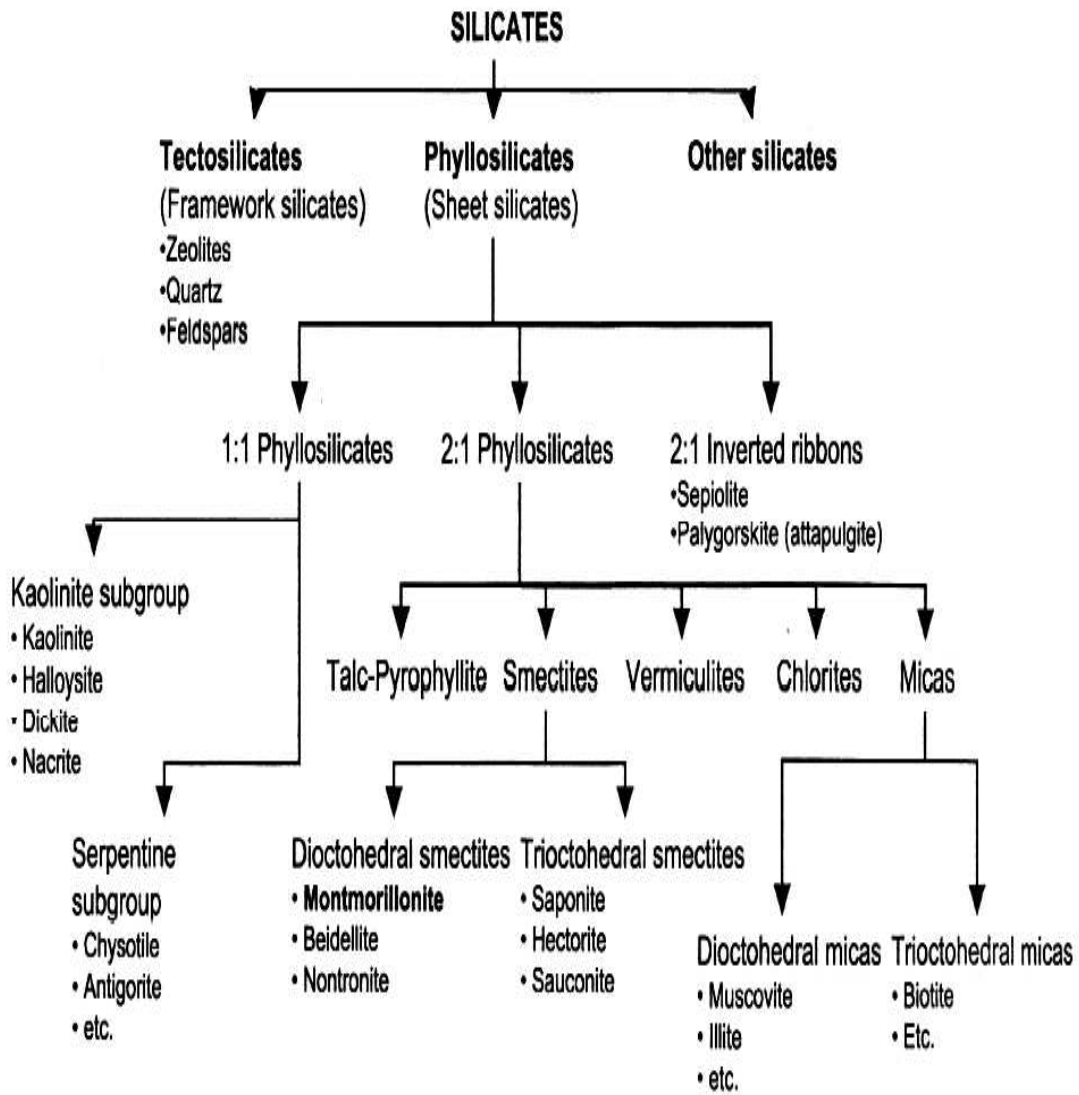 SILICATES
Tectosilicates
(Framework silicates)
•Zeolites
•Quartz
•Feldspars
Phyllosilicates
(Sheet silicates)
Other silicates
1:1 Phyllosilicates
2:1 Phyllosilicates
2:1 Inverted ribbons
•Sepiolite
•Palygorskite (attapulgite)
Kaolinite subgroup
• Kaolinite
• Halloysite
• Dickite
• Nacrite
Talc-Pyrophyllite
Smectites
Vermiculites
Chlorites
Micas
Serpentine
subgroup
• Chysotile
• Antigorite
• etc.
Dioctohedral smectites
• Montmorillonite
• Beidellite
• Nontronite
Trioctohedral smectites
• Saponite
• Hectorite
• Sauconite
Dioctohedral micas
• Muscovite
• Illite
• etc.
Trioctohedral micas
• Biotite
• Etc.